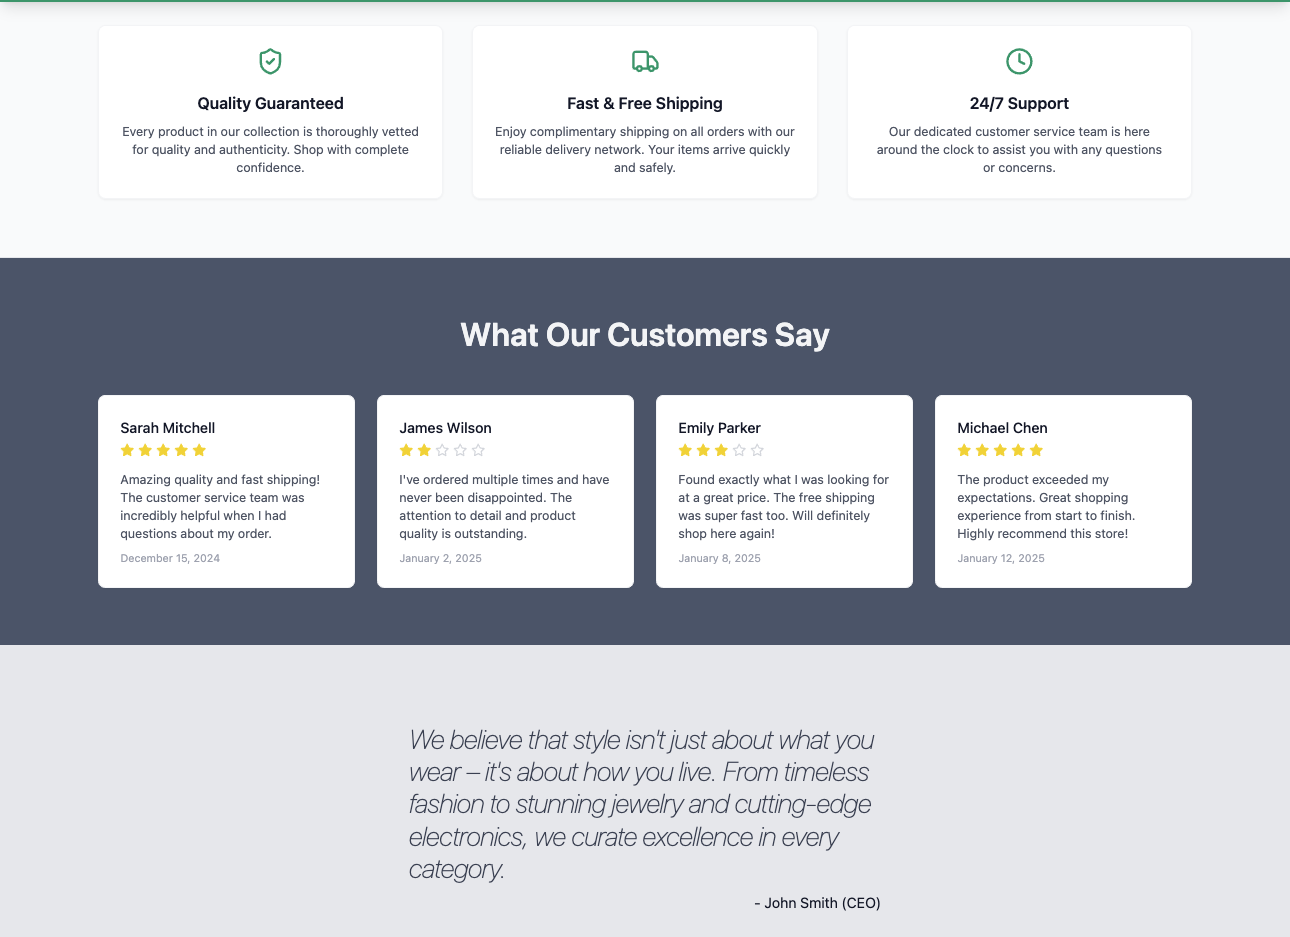 Quality Guaranteed
Every product in our collection is thoroughly vetted
for quality and authenticity. Shop with complete
confidence.
Fast & Free Shipping
Enjoy complimentary shipping on all orders with our
reliable delivery network. Your items arrive quickly
and safely.
24/7 Support
Our dedicated customer service team is here
around the clock to assist you with any questions
or concerns.
What Our Customers Say
Sarah Mitchell
Amazing quality and fast shipping!
The customer service team was
incredibly helpful when I had
questions about my order.
December 15, 2024
James Wilson
I've ordered multiple times and have
never been disappointed. The
attention to detail and product
quality is outstanding.
January 2, 2025
Emily Parker
Found exactly what I was looking for
at a great price. The free shipping
was super fast too. Will definitely
shop here again!
January 8, 2025
Michael Chen
The product exceeded my
expectations. Great shopping
experience from start to finish.
Highly recommend this store!
January 12, 2025
We believe that style isn't just about what you
wear – it's about how you live. From timeless
fashion to stunning jewelry and cutting-edge
electronics, we curate excellence in every
category.
- John Smith (CEO)